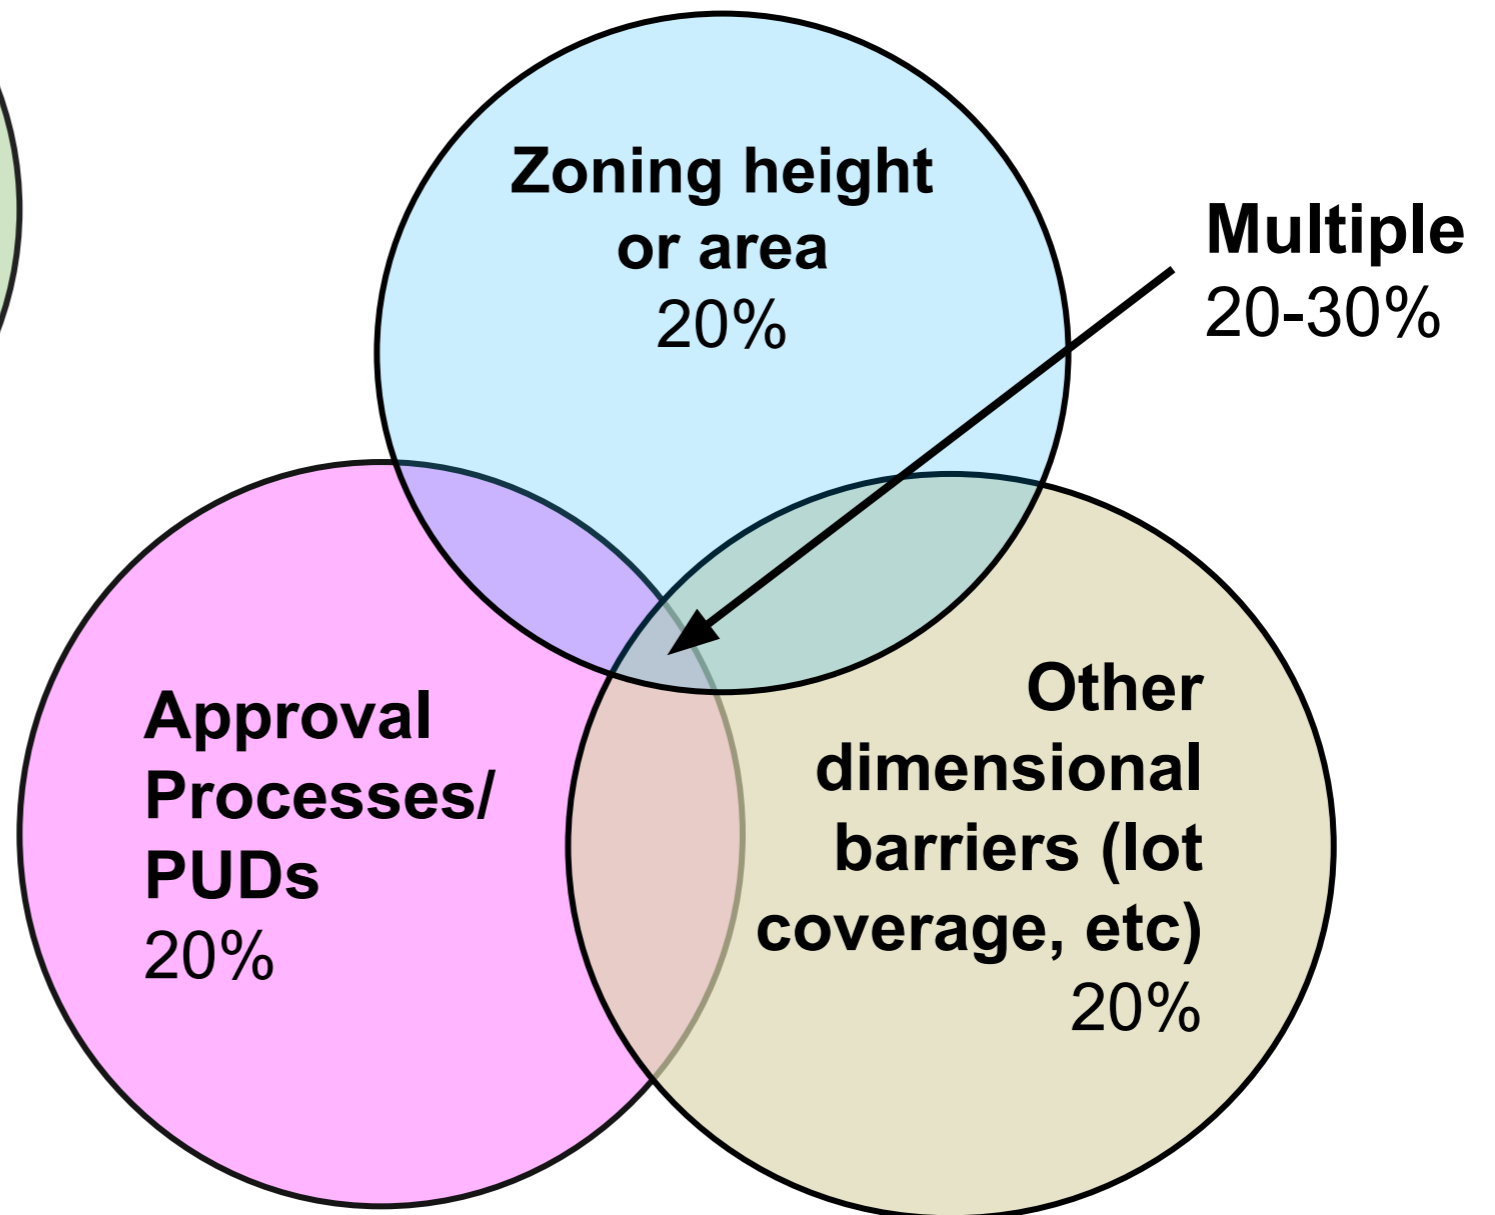 Zoning height
or area
20%
Multiple
20-30%
Approval
Processes/
PUDs
20%
Other
dimensional
barriers (lot
coverage, etc)
20%